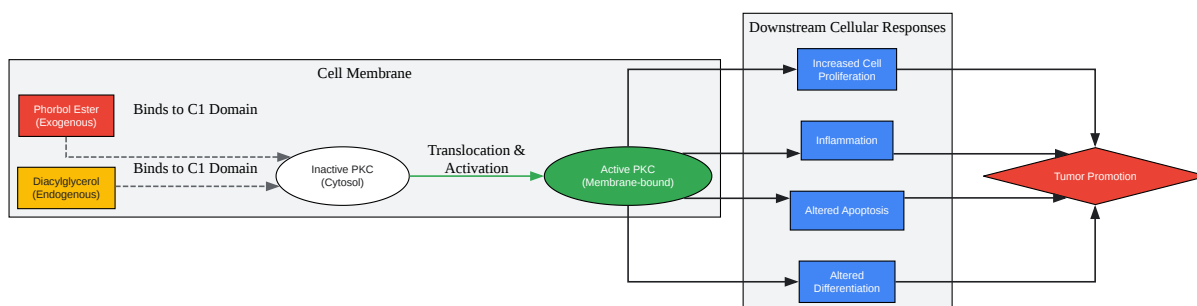 Downstream Cellular Responses
Cell Membrane
Phorbol Ester
(Exogenous)
Binds to C1 Domain
Diacylglycerol
(Endogenous)
Binds to C1 Domain
Inactive PKC
(Cytosol)
Translocation &
Activation
Active PKC
(Membrane-bound)
Increased Cell
Proliferation
Inflammation
Altered Apoptosis
Altered
Differentiation
Tumor Promotion